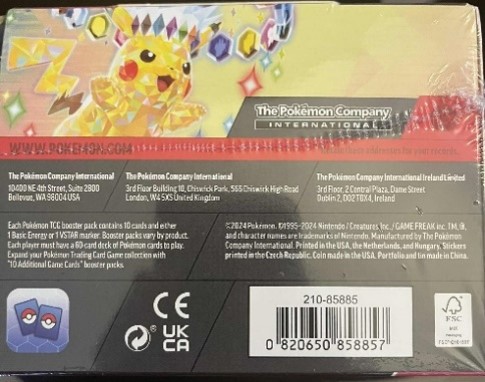 The Pokémon Company
INTERNATIONAL
WWW.POKEMON.COM
The Pokémon Company International
10400 NE 4th Street, Suite 2800
Bellevue, WA 98004 USA
The Pokémon Company International
3rd Floor Building 10, Chiswick Park, 566 Chiswick High Road
London, W4 5XS United Kingdom
The Pokémon Company International Ireland Limited
3rd Floor, 2 Central Plaza, Dame Street
Dublin 2, D02 T0X4, Ireland
Each Pokémon TCG booster pack contains 10 cards and either
1 Basic Energy or 1 VSTAR marker. Booster packs vary by product.
Each player must have a 60-card deck of Pokémon cards to play.
Expand your Pokémon Trading Card Game collection with
"10 Additional Game Cards" booster packs.
©2024 Pokémon. ©1995–2024 Nintendo / Creatures Inc. / GAME FREAK inc. TM, ®,
and character names are trademarks of Nintendo. Manufactured by The Pokémon
Company International. Printed in the USA, the Netherlands, and Hungary. Stickers
printed in the Czech Republic. Coin made in the USA. Portfolio and tin made in China.
CE
UK
CA
210-85885
0 820650 858857
FSC